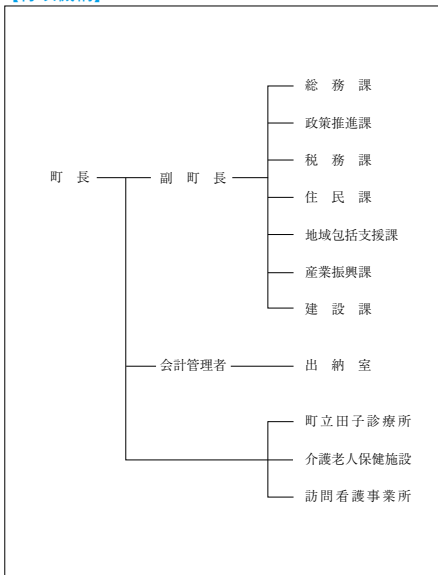 総務課
政策推進課
税務課
町長
副町長
住民課
地域包括支援課
産業振興課
建設課
会計管理者
出納室
町立田子診療所
介護老人保健施設
訪問看護事業所